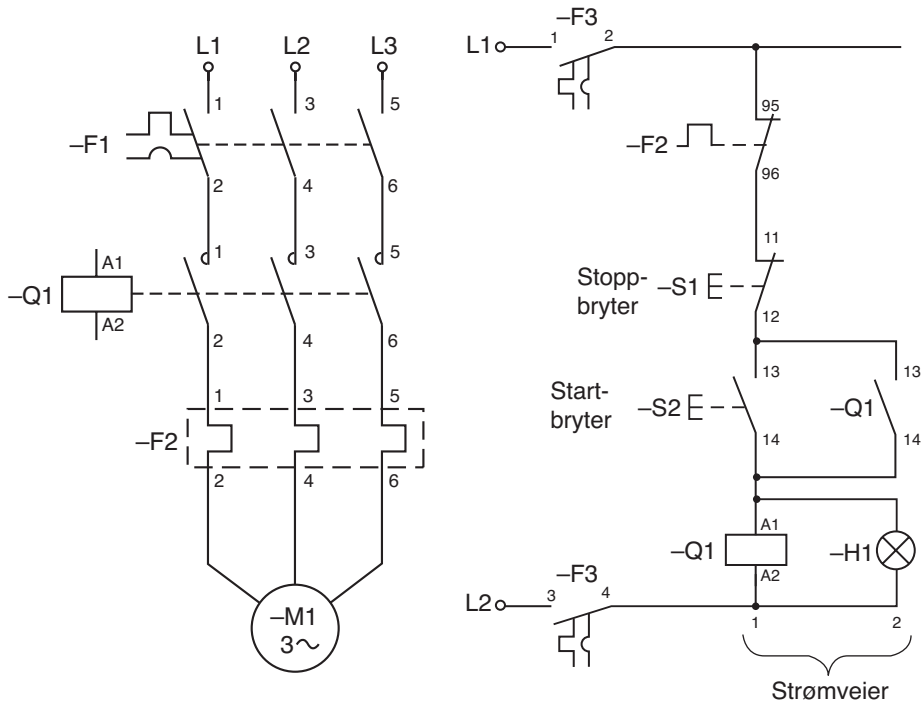 L1 L2 L3
1 3 5
–F1
2 4 6
1 3 5
A1
–Q1
A2
2 4 6
1 3 5
–F2
2 4 6
–M1
3∼
–F3
L1 1 2
95
–F2
96
11
Stopp-
bryter
–S1
12
13 13
Start-
bryter
–S2 –Q1
14 14
A1
–Q1 –H1
A2
–F3
L2 3 4
1 2
Strømveier